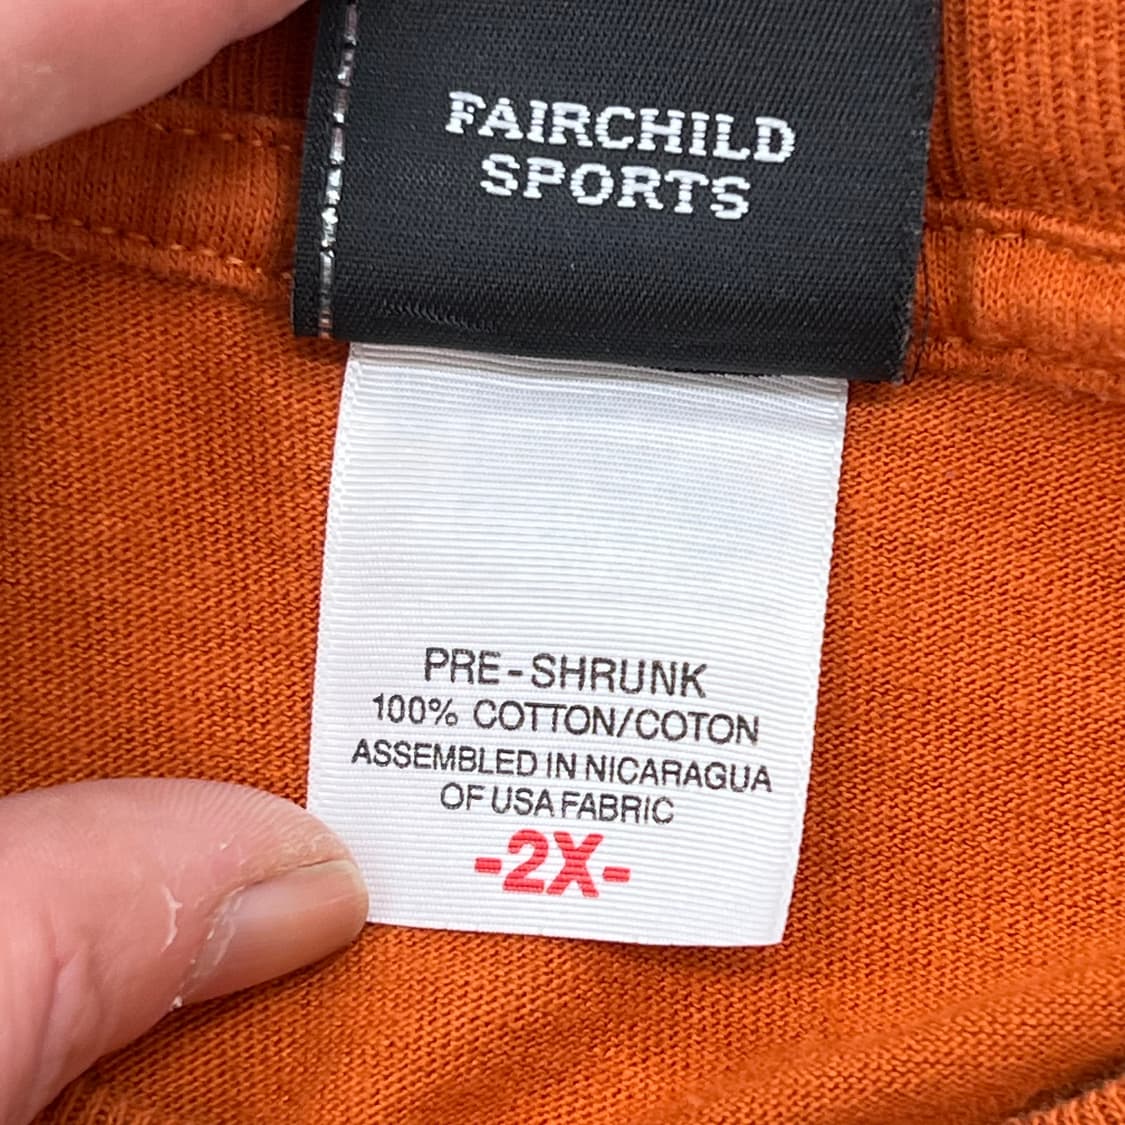 FAIRCHILD
SPORTS
PRE-SHRUNK
100% COTTON/COTON
ASSEMBLED IN NICARAGUA
OF USA FABRIC
-2X-